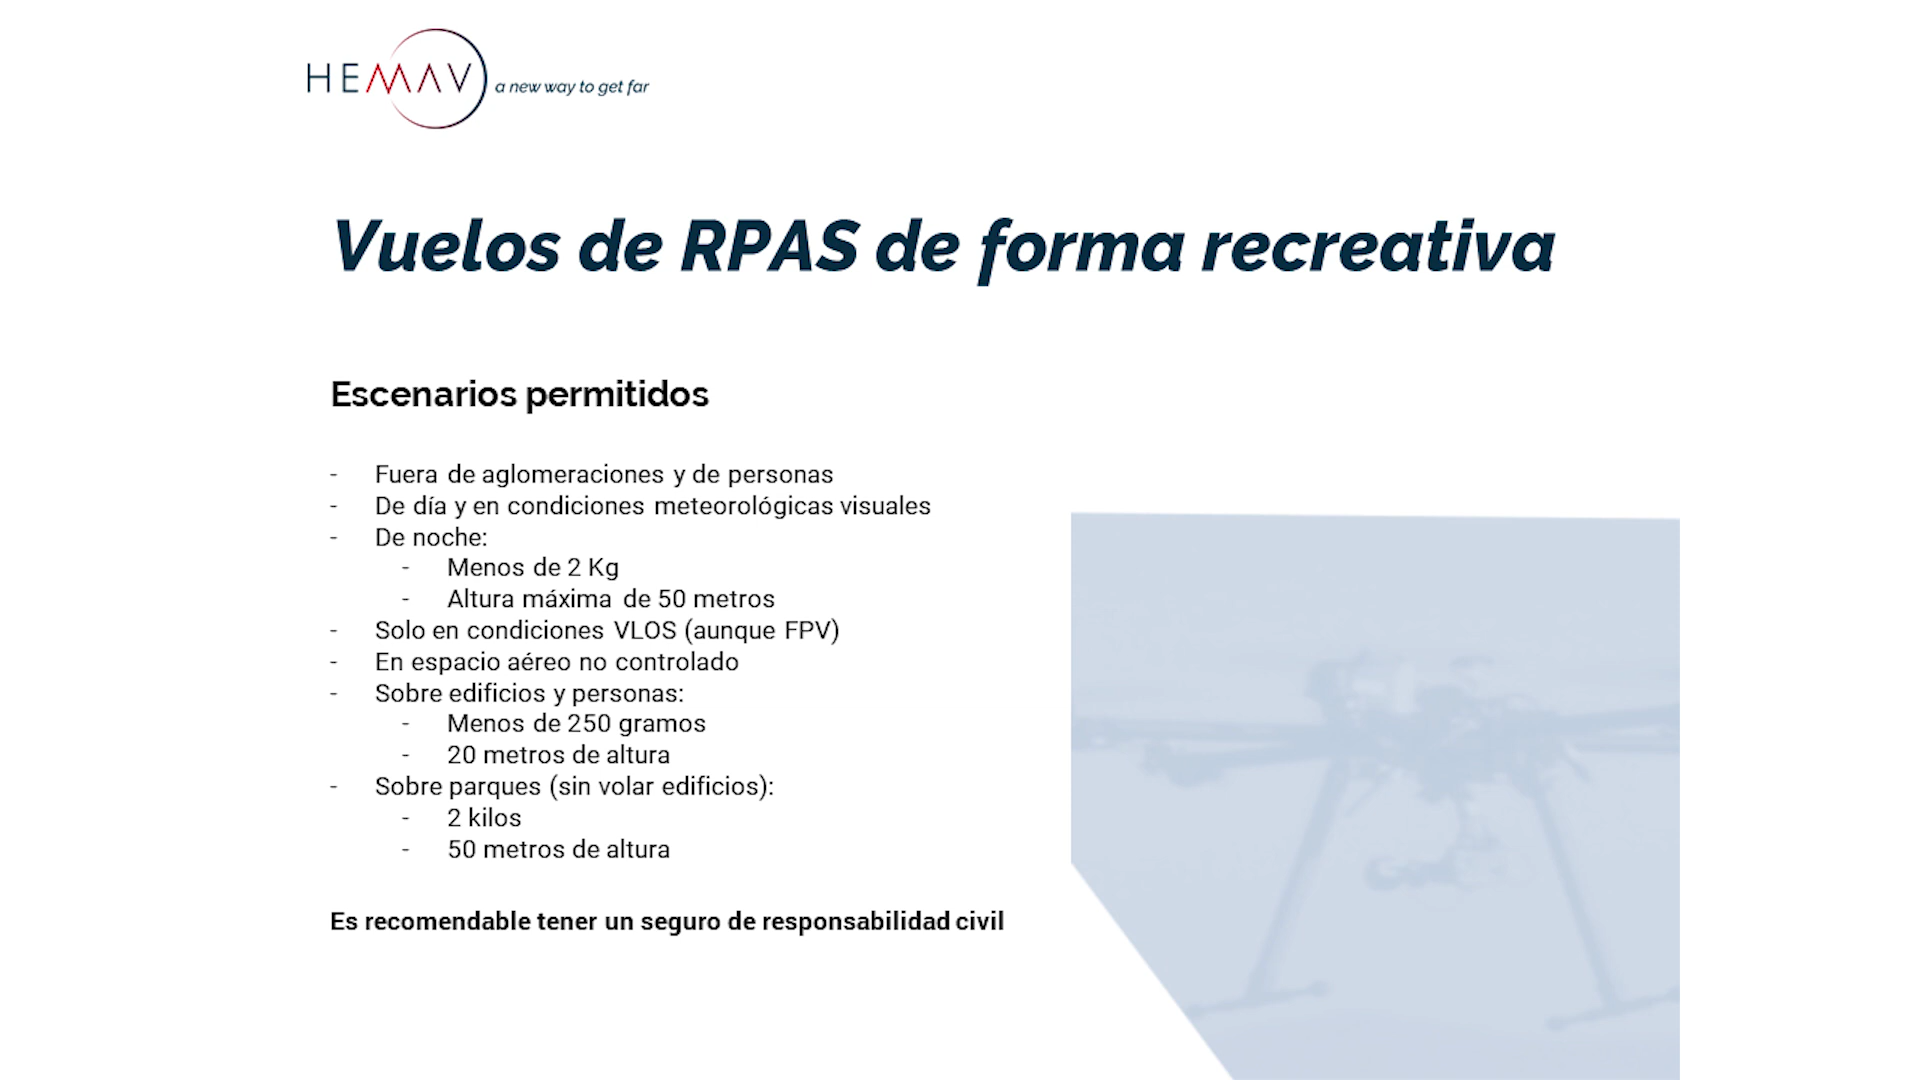 HEMAV a new way to get far
Vuelos de RPAS de forma recreativa
Escenarios permitidos
- Fuera de aglomeraciones y de personas
- De día y en condiciones meteorológicas visuales
- De noche:
- Menos de 2 Kg
- Altura máxima de 50 metros
- Solo en condiciones VLOS (aunque FPV)
- En espacio aéreo no controlado
- Sobre edificios y personas:
- Menos de 250 gramos
- 20 metros de altura
- Sobre parques (sin volar edificios):
- 2 kilos
- 50 metros de altura
Es recomendable tener un seguro de responsabilidad civil